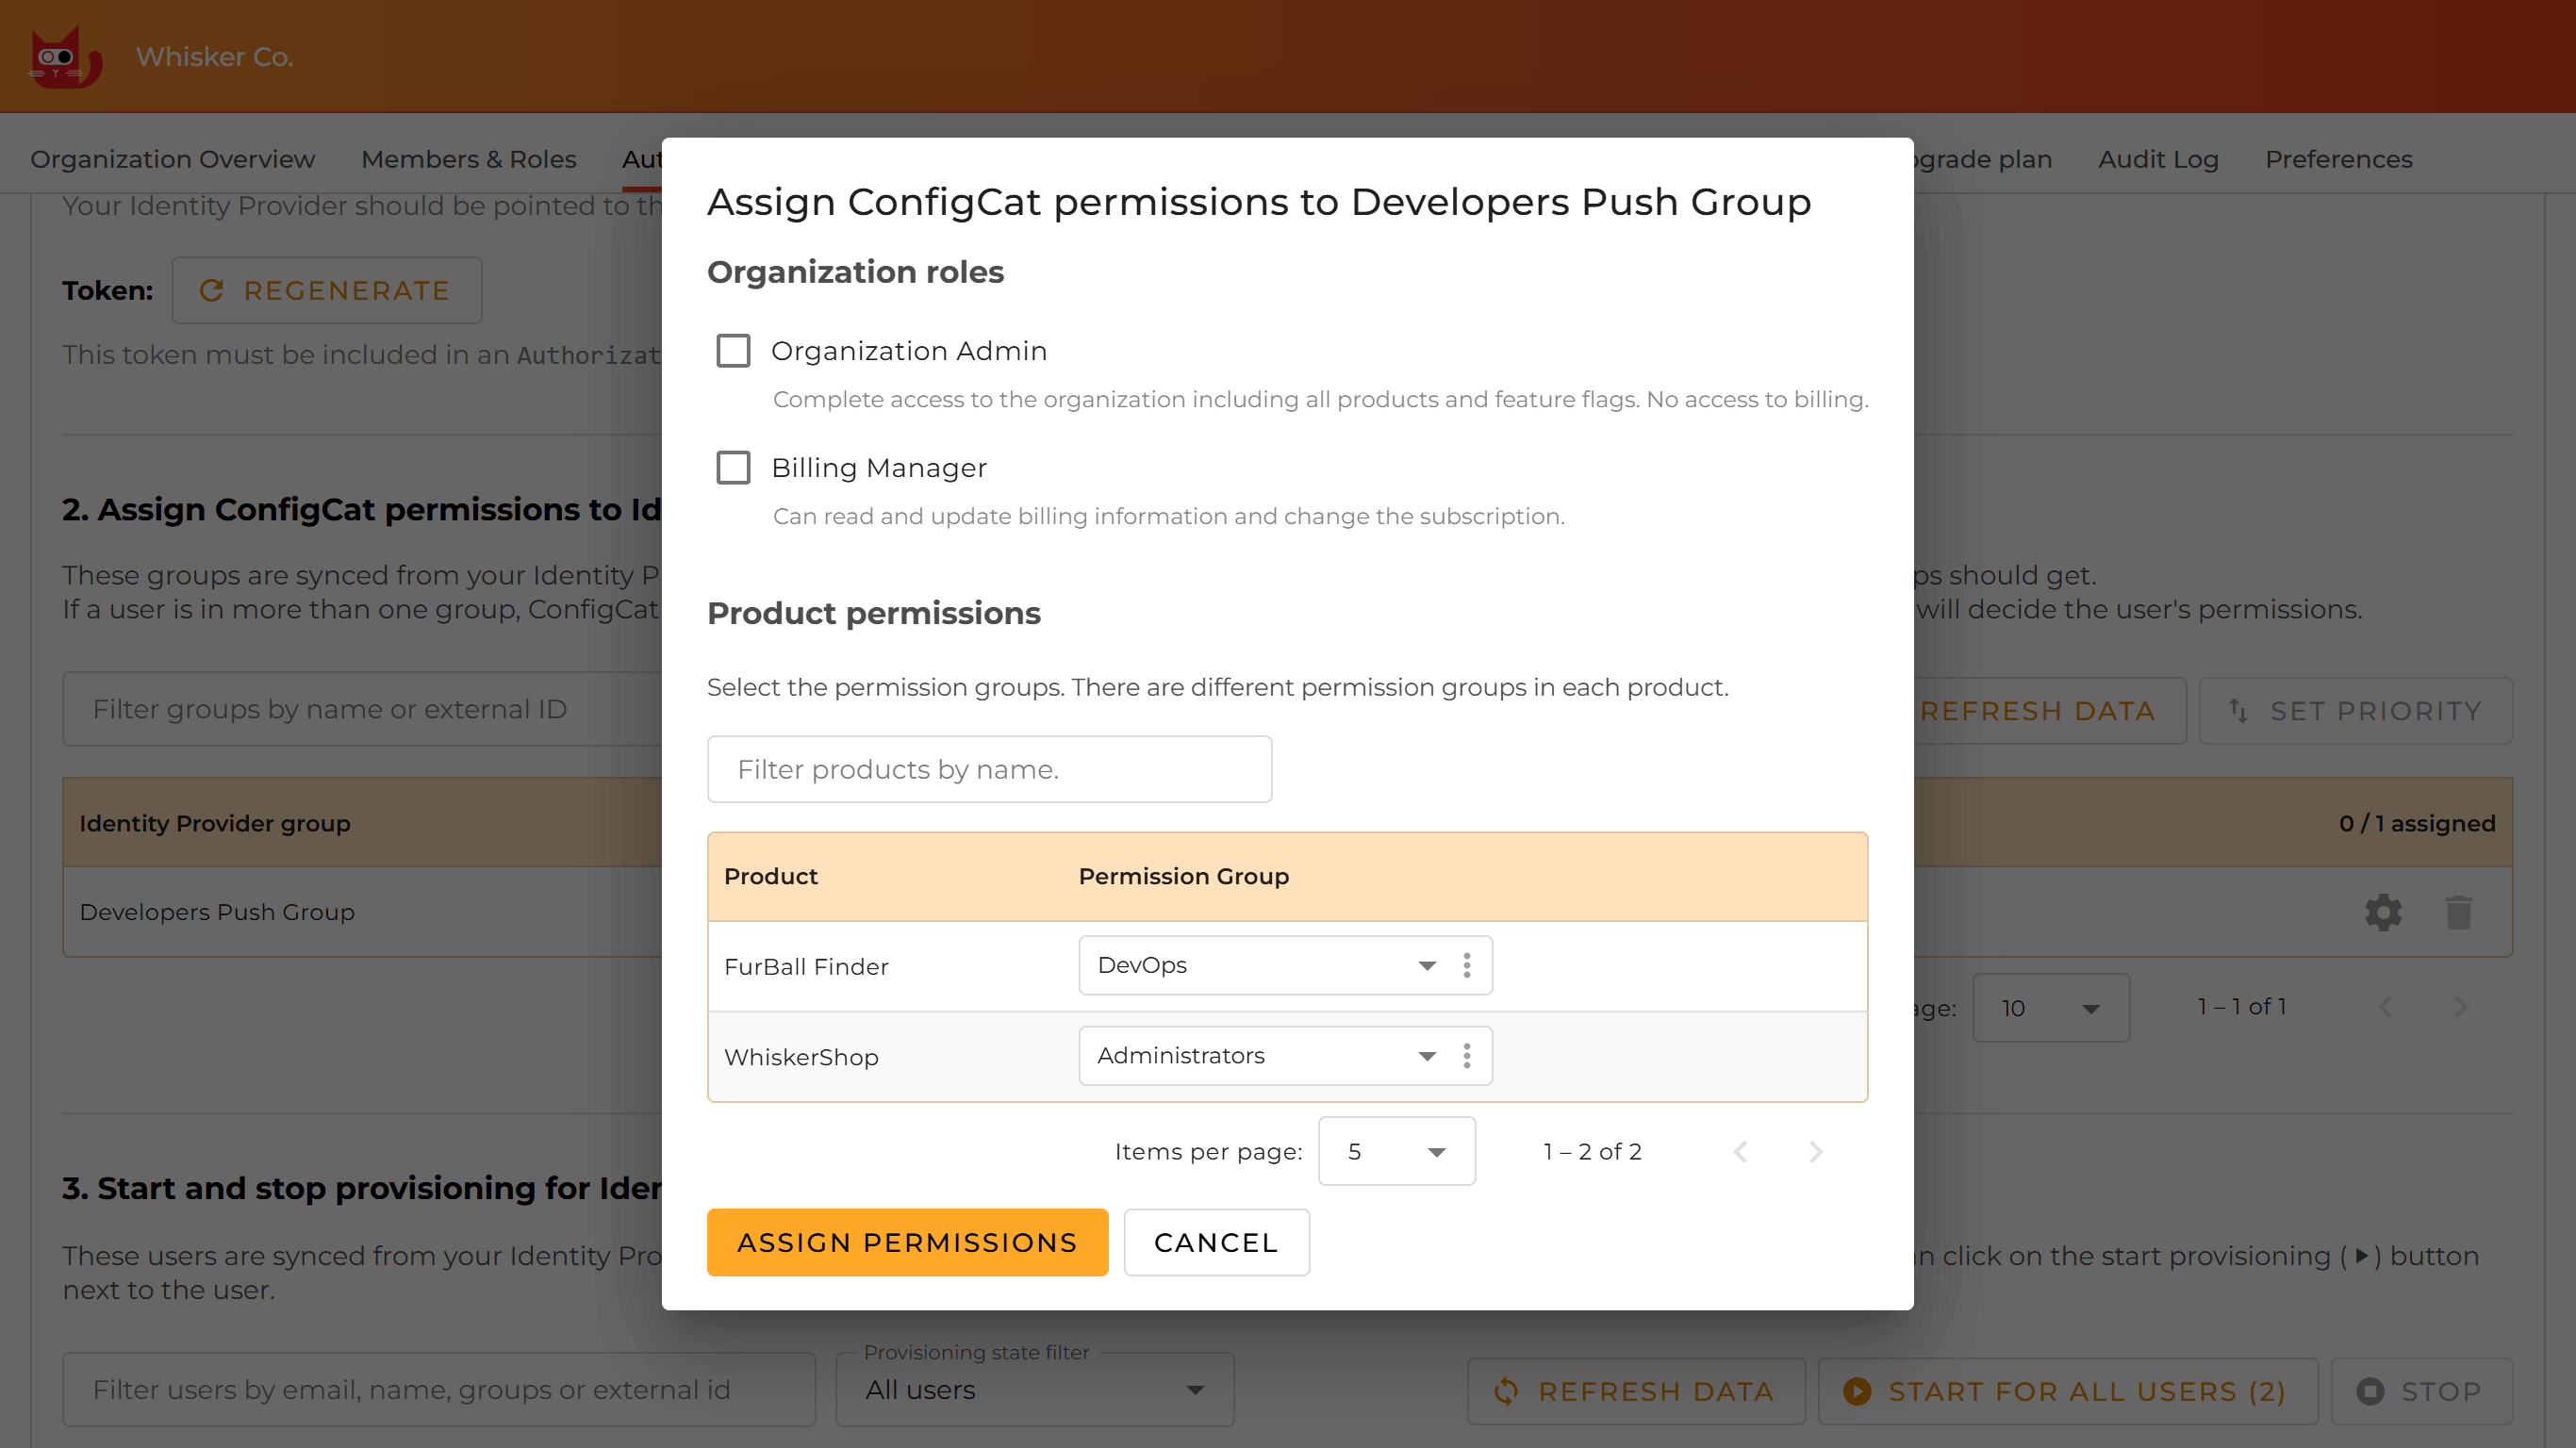 Whisker Co.
Organization Overview Members & Roles Aut pgrade plan Audit Log Preferences
Your Identity Provider should be pointed to th
Token: REGENERATE
This token must be included in an Authorizat
2. Assign ConfigCat permissions to Id
These groups are synced from your Identity P ps should get.
If a user is in more than one group, ConfigCat will decide the user's permissions.
Filter groups by name or external ID
REFRESH DATA SET PRIORITY
Identity Provider group 0 / 1 assigned
Developers Push Group
age: 10 1 – 1 of 1
3. Start and stop provisioning for Iden
These users are synced from your Identity Pro n click on the start provisioning ( ) button
next to the user.
Filter users by email, name, groups or external id
Provisioning state filter
All users
REFRESH DATA START FOR ALL USERS (2) STOP
Assign ConfigCat permissions to Developers Push Group
Organization roles
Organization Admin
Complete access to the organization including all products and feature flags. No access to billing.
Billing Manager
Can read and update billing information and change the subscription.
Product permissions
Select the permission groups. There are different permission groups in each product.
Filter products by name.
Product Permission Group
FurBall Finder DevOps
WhiskerShop Administrators
Items per page: 5 1 – 2 of 2
ASSIGN PERMISSIONS CANCEL